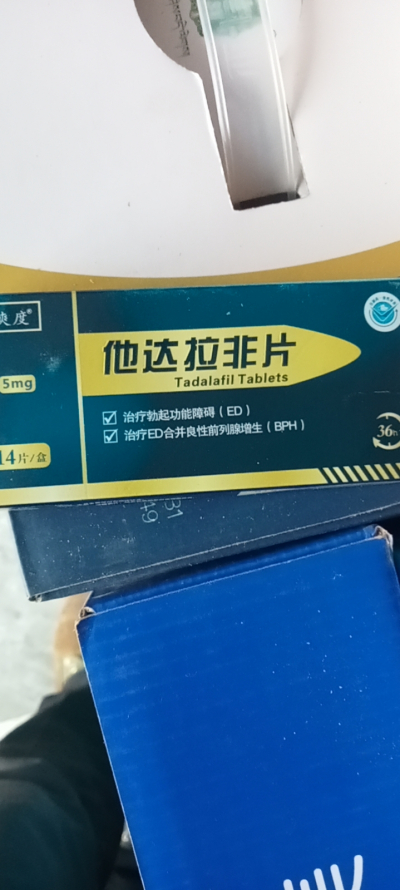 爽度®
5mg
14片/盒
他达拉非片
Tadalafil Tablets
治疗勃起功能障碍（ED）
治疗ED合并良性前列腺增生（BPH）
36h